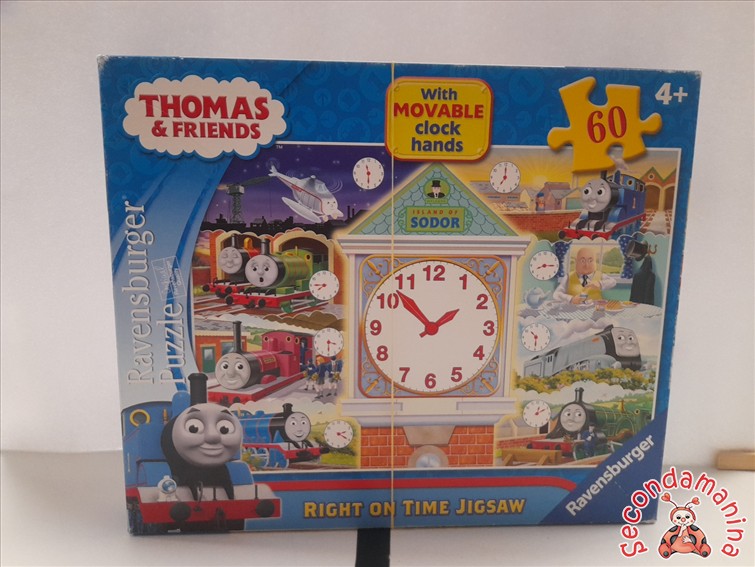 THOMAS
& FRIENDS
™
With
MOVABLE
clock
hands
60
4+
Ravensburger
Puzzle
ISLAND OF
SODOR
12
11
1
10
2
9
3
8
4
7
5
6
RIGHT ON TIME JIGSAW
Ravensburger
Secondamanina